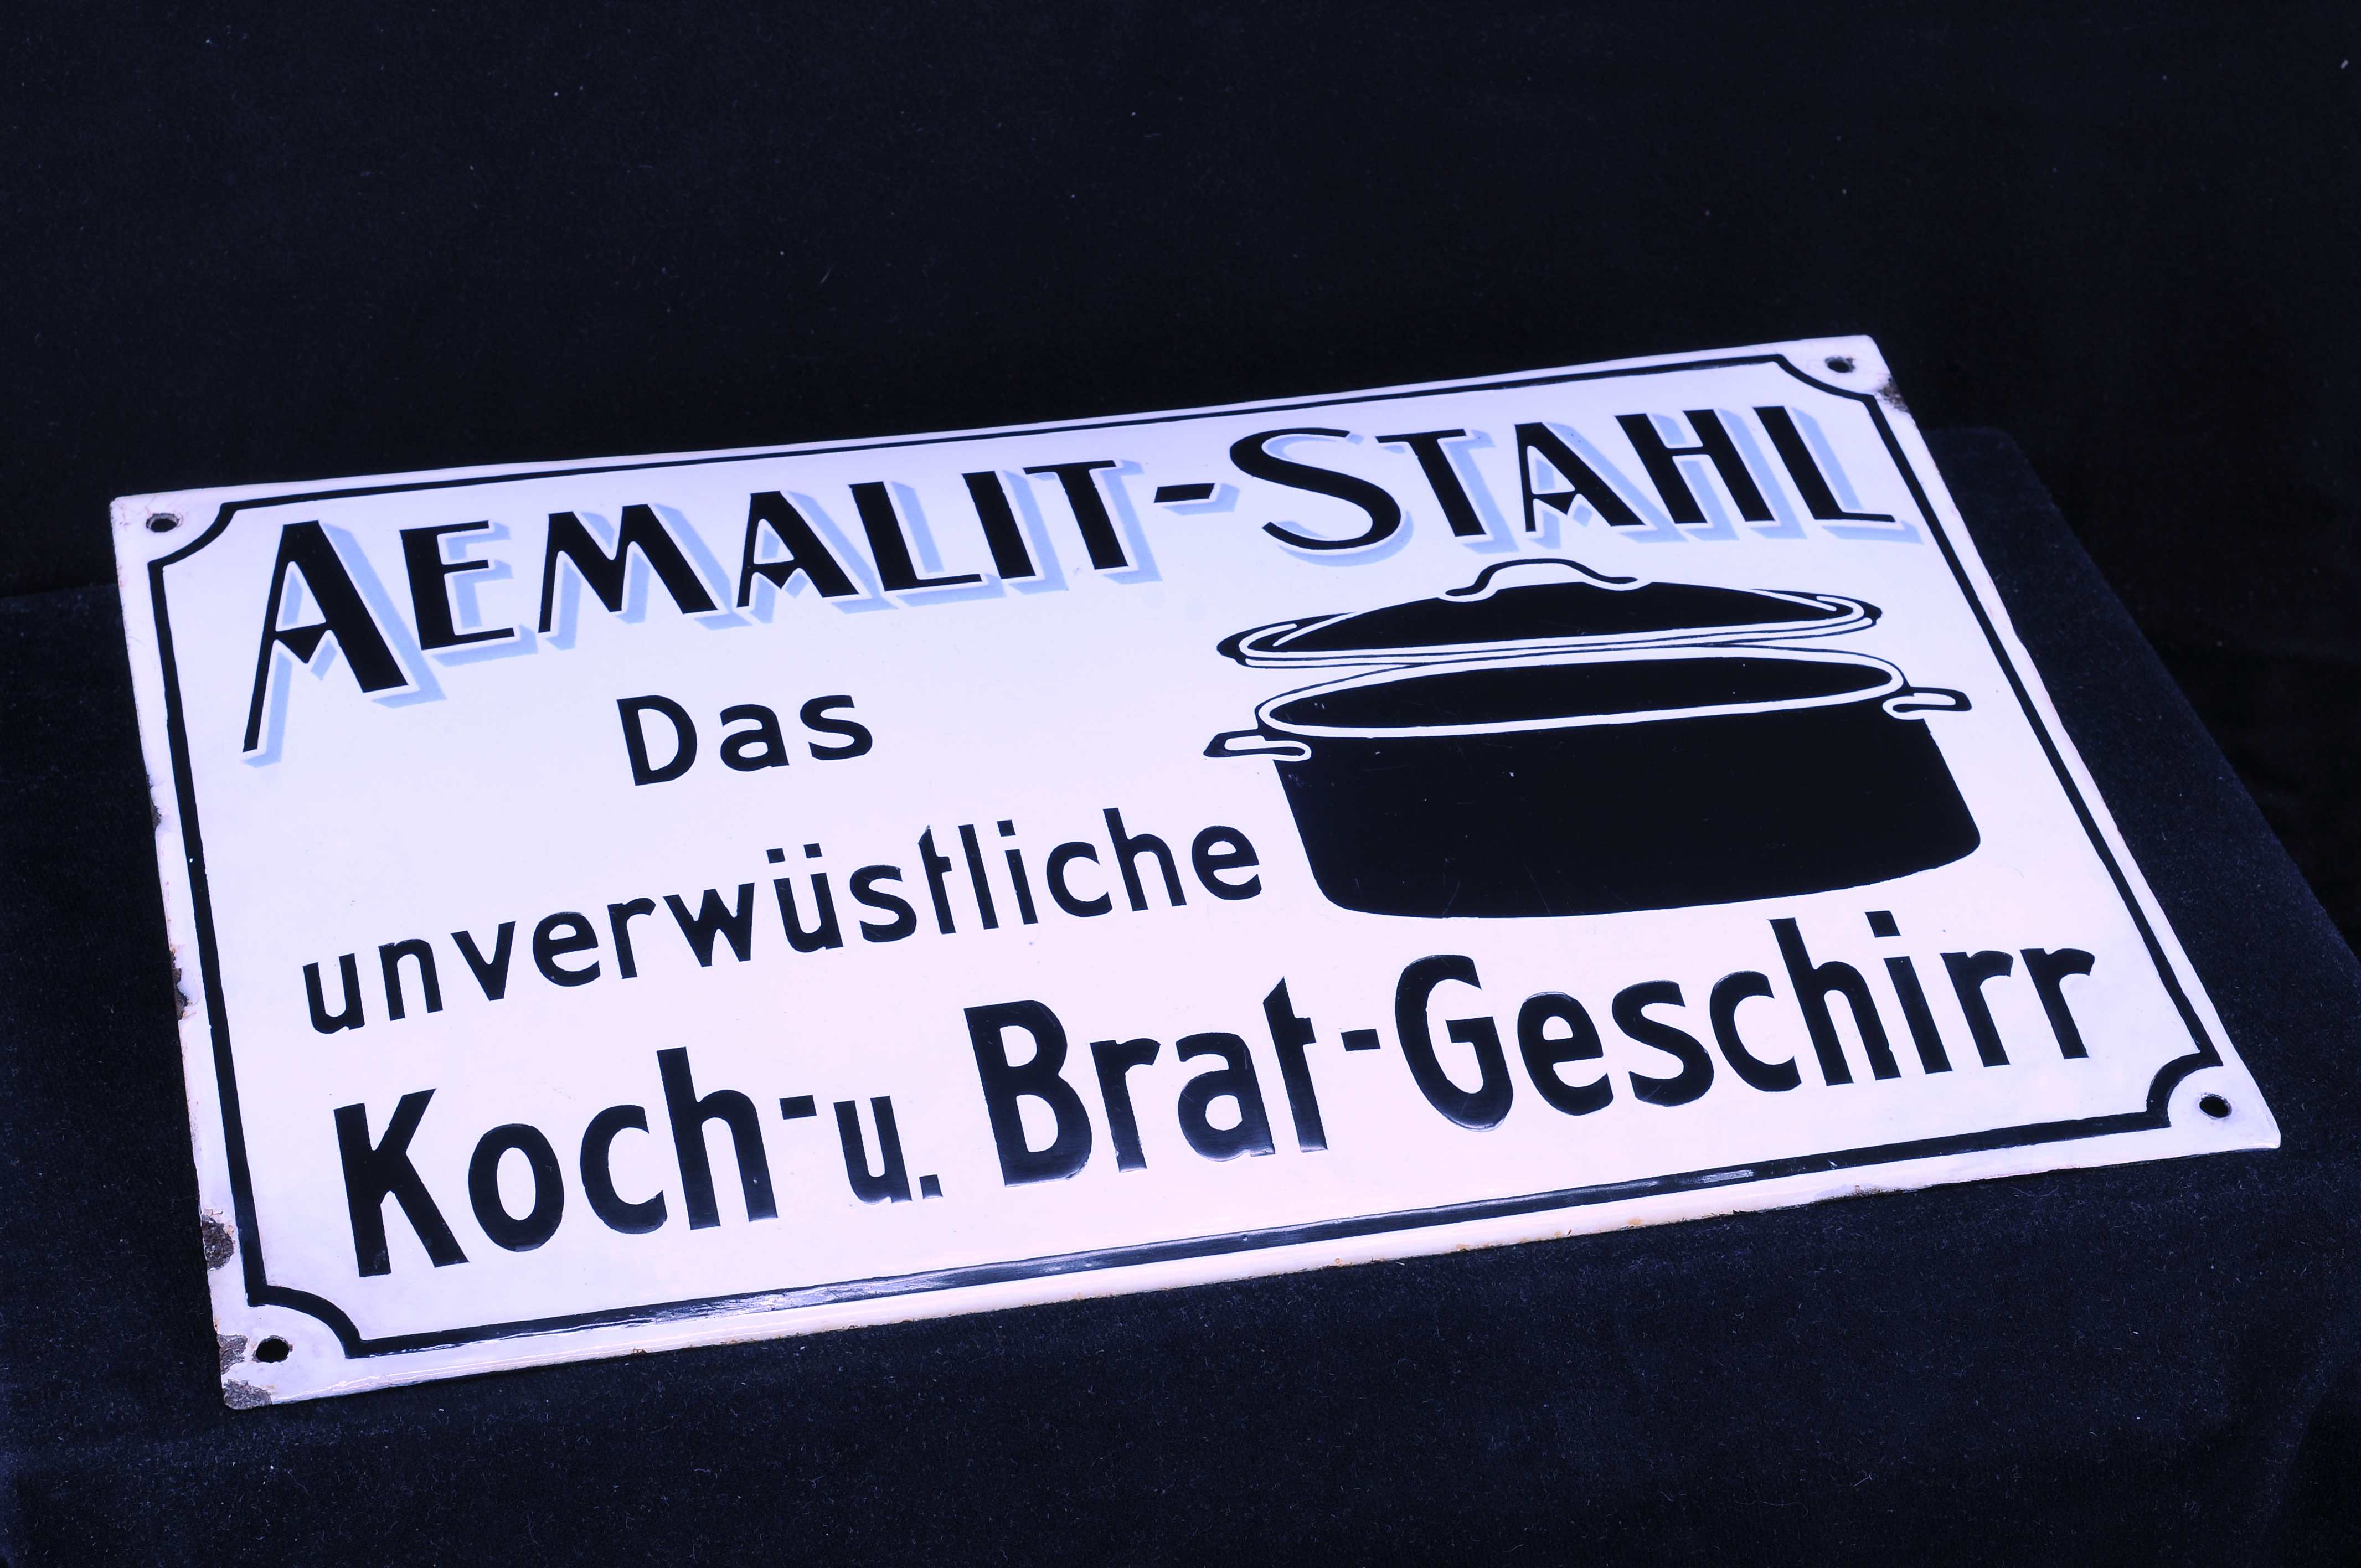 AEMALIT-STAHL
Das
unverwüstliche
Koch-u. Brat-Geschirr